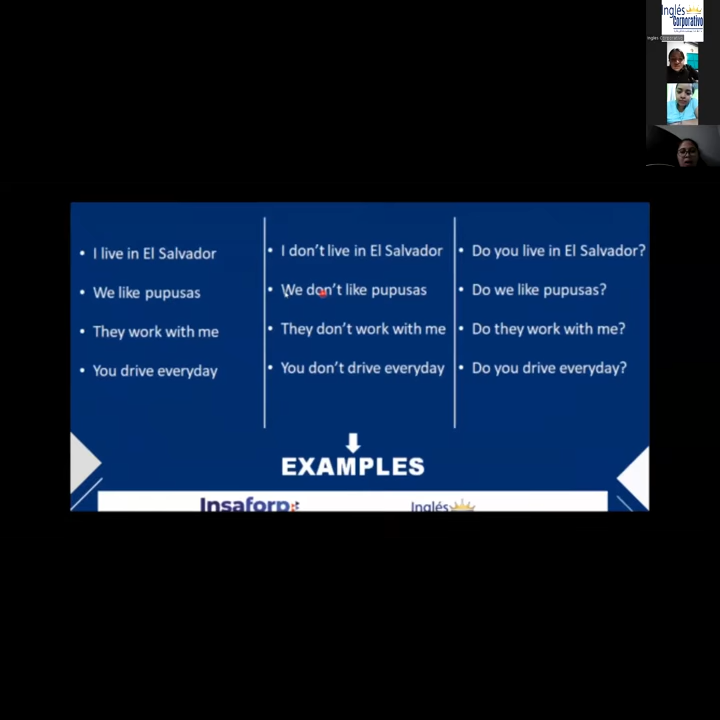 Inglés
Corporativo
Inglés Corporativo
• I live in El Salvador
• We like pupusas
• They work with me
• You drive everyday
• I don't live in El Salvador
• We don't like pupusas
• They don't work with me
• You don't drive everyday
• Do you live in El Salvador?
• Do we like pupusas?
• Do they work with me?
• Do you drive everyday?
EXAMPLES
Insaforp
Inglés